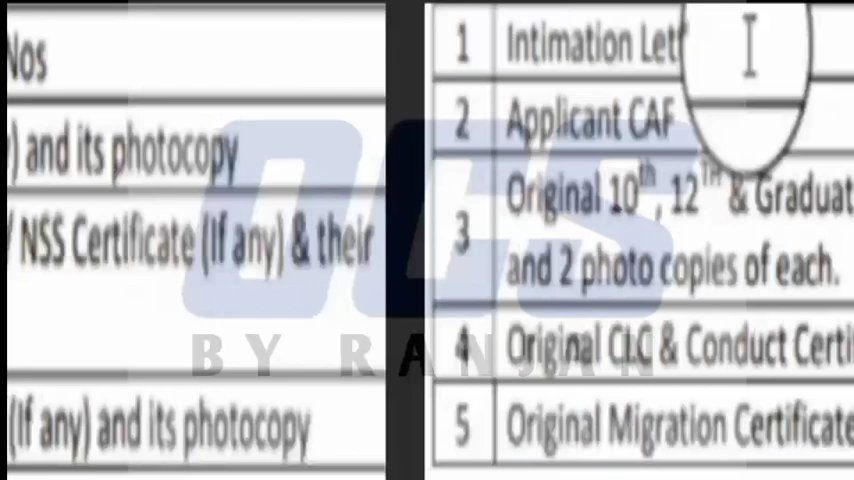 Nos
) and its photocopy
/ NSS Certificate (If any) & their
(If any) and its photocopy
1 Intimation Let
2 Applicant CAF
3 Original 10th, 12TH & Graduat
and 2 photo copies of each.
4 Original CLC & Conduct Certi
5 Original Migration Certificate
OCS
BY RANJAN